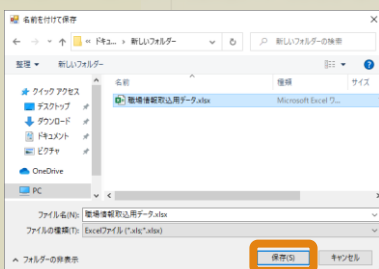 名前を付けて保存
« ドキュ... › 新しいフォルダー
新しいフォルダーの検索
整理
新しいフォルダー
名前
種類
サイズ
クイック アクセス
デスクトップ
ダウンロード
ドキュメント
ピクチャ
OneDrive
PC
職場情報取込用データ.xlsx
Microsoft Excel ワ...
ファイル名(N):
職場情報取込用データ.xlsx
ファイルの種類(T):
Excelファイル (*.xls;*.xlsx)
フォルダーの非表示
保存(S)
キャンセル